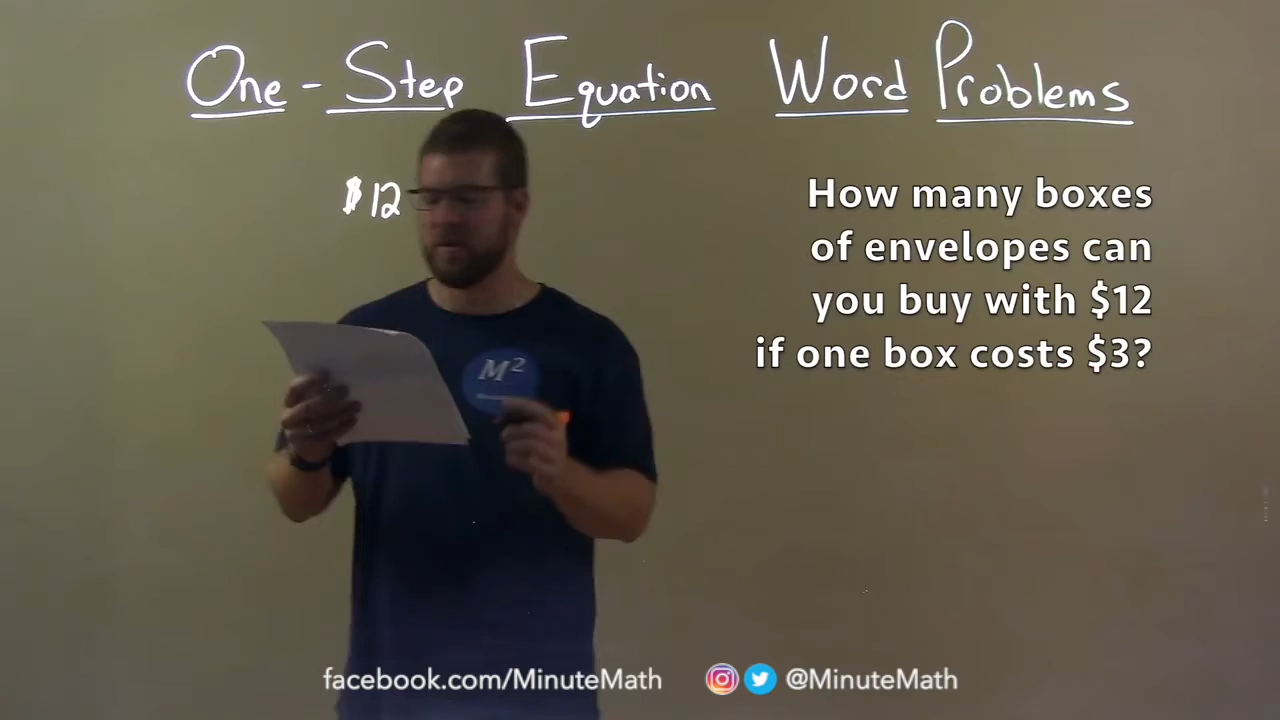 One-Step Equation Word Problems
$12
How many boxes
of envelopes can
you buy with $12
if one box costs $3?
M²
facebook.com/MinuteMath
@MinuteMath